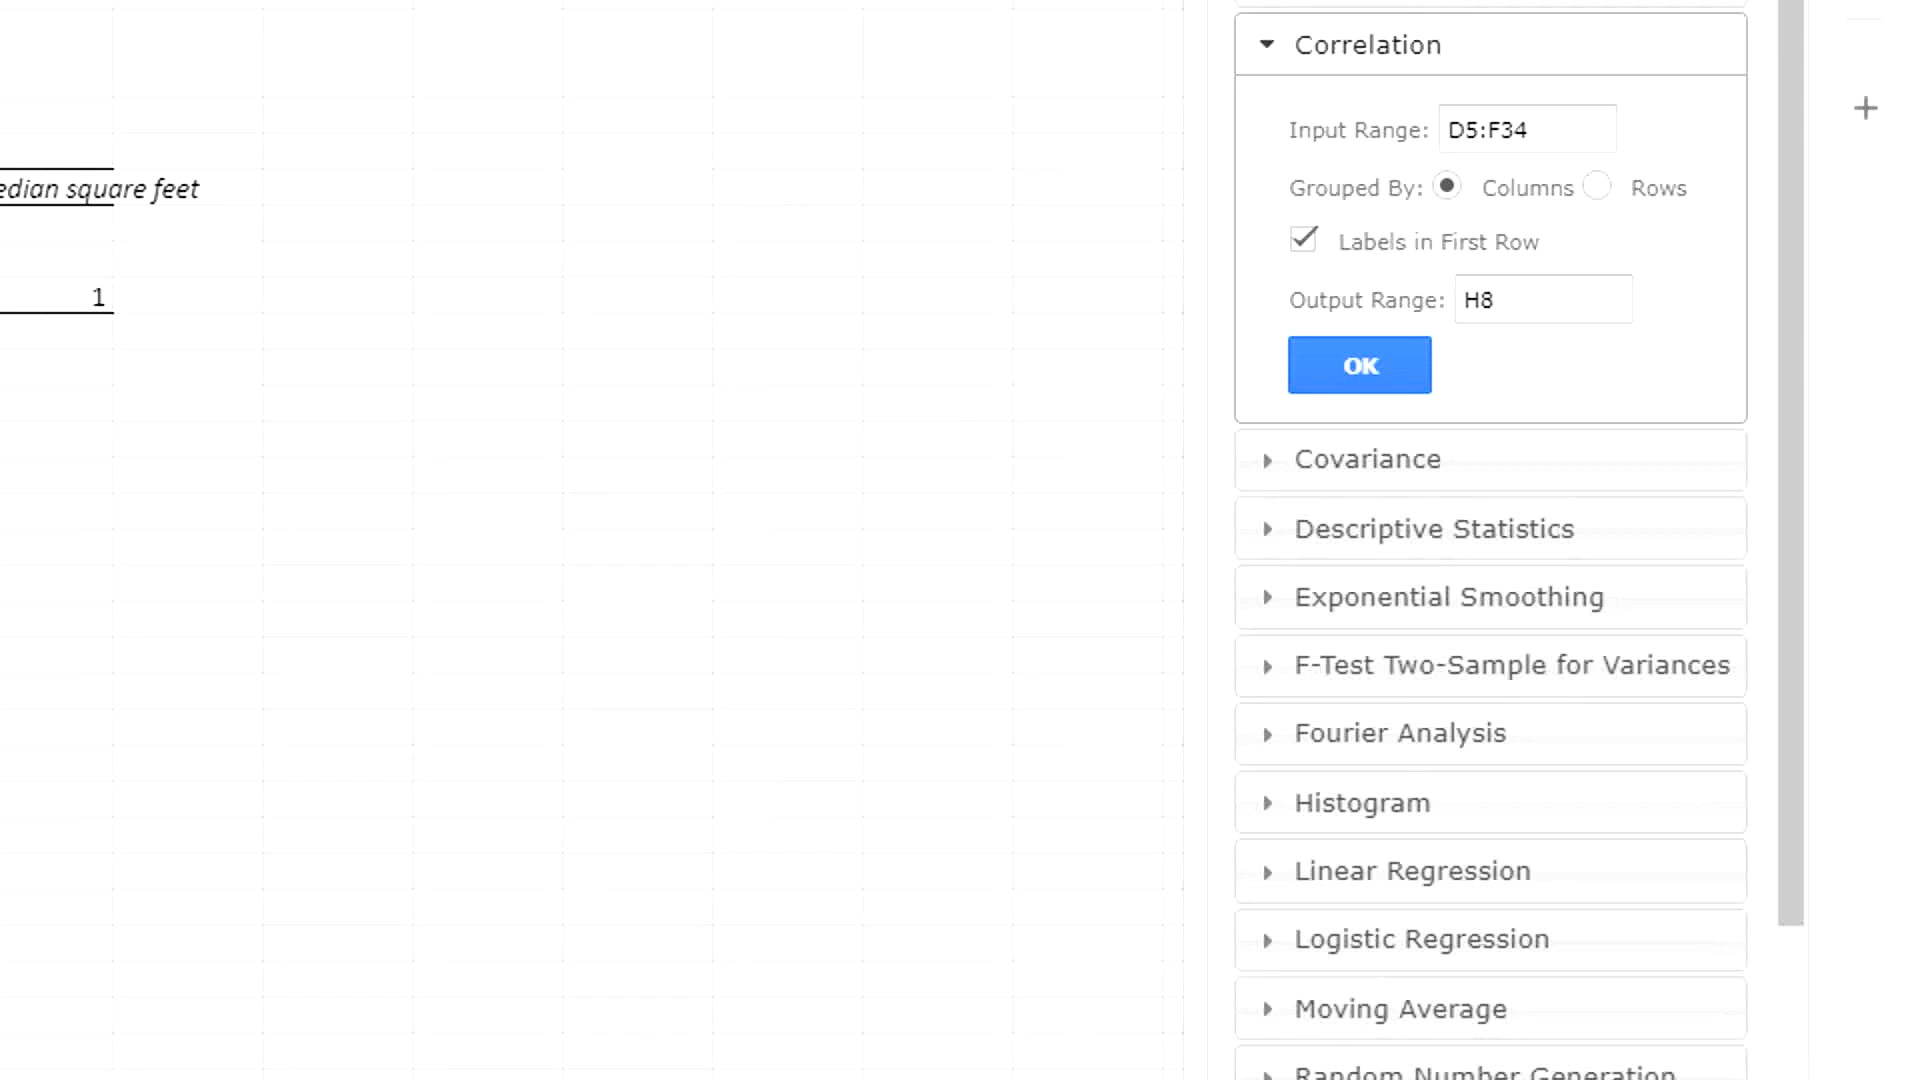 edian square feet
1
Correlation
Input Range: D5:F34
Grouped By: Columns Rows
Labels in First Row
Output Range: H8
OK
Covariance
Descriptive Statistics
Exponential Smoothing
F-Test Two-Sample for Variances
Fourier Analysis
Histogram
Linear Regression
Logistic Regression
Moving Average
Random Number Generation